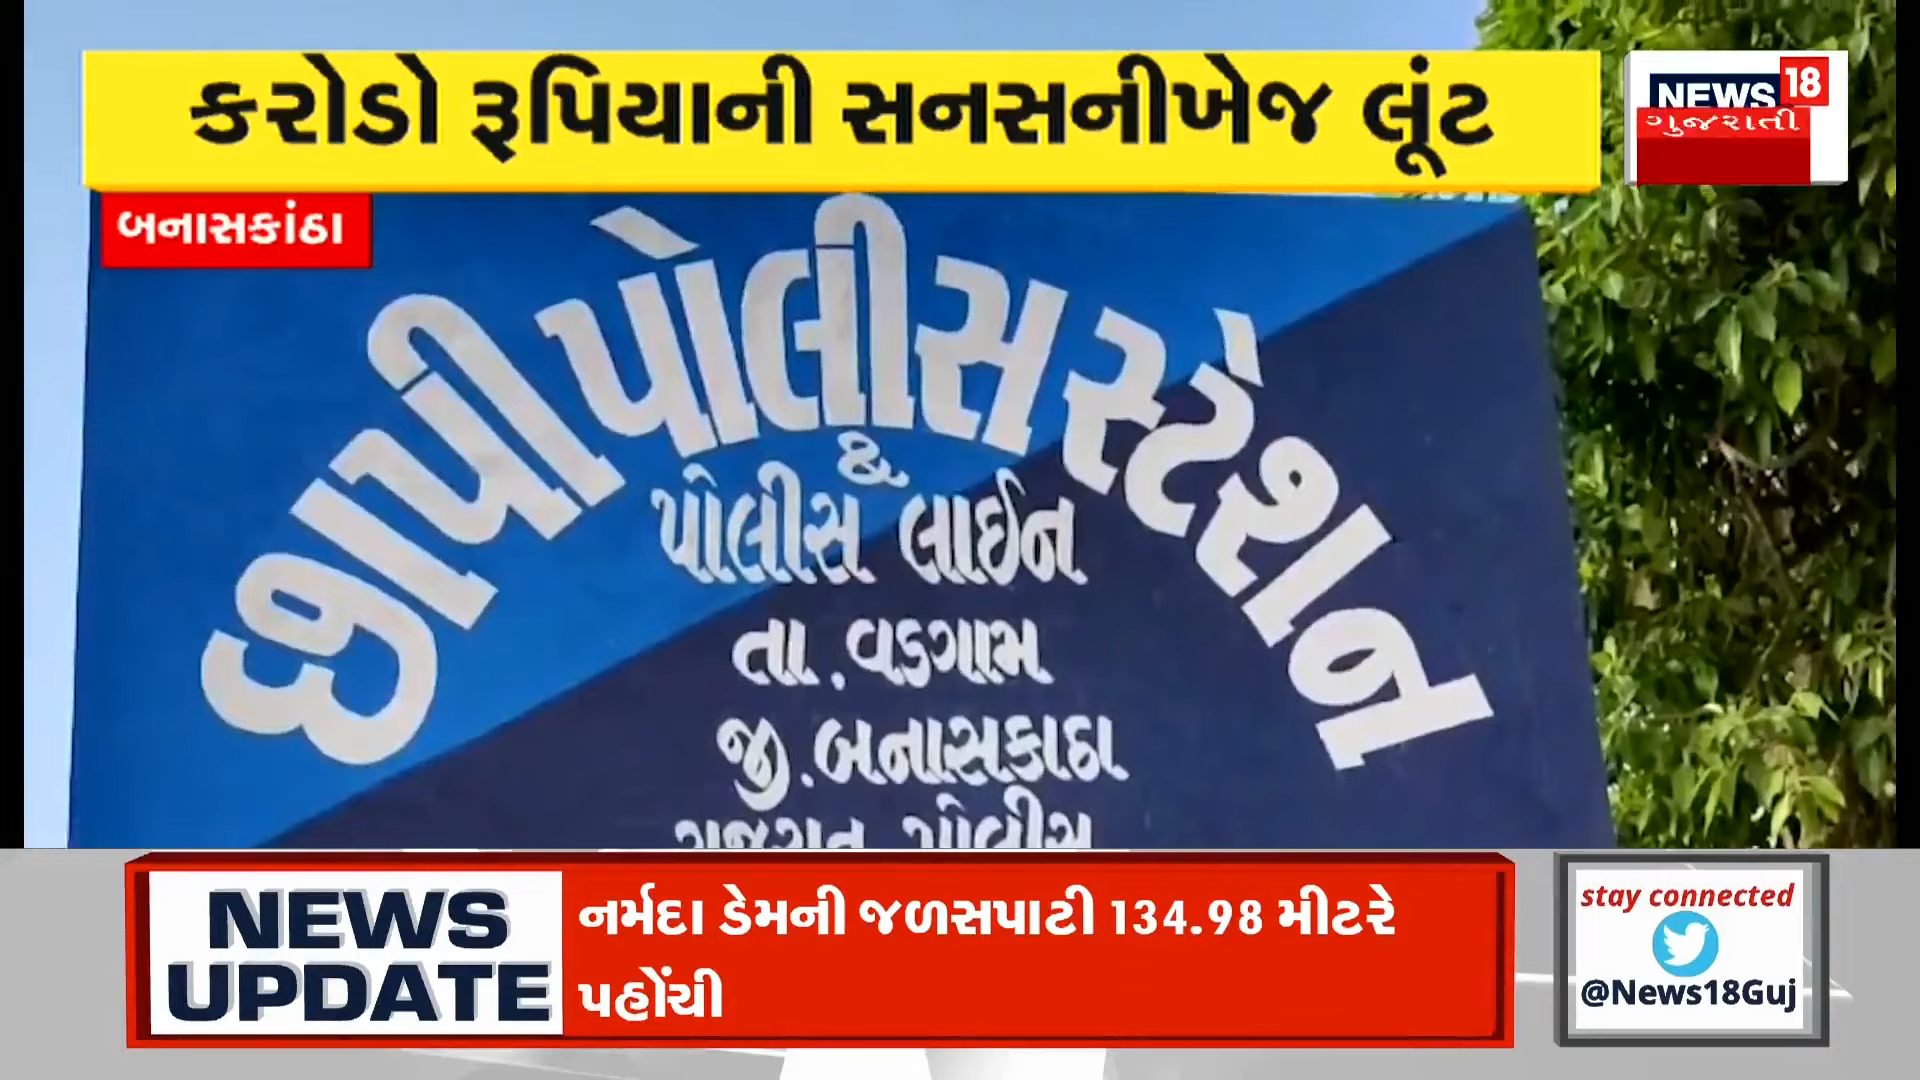 કરોડો રૂપિયાની સનસનીખેજ લૂંટ
NEWS 18
ગુજરાતી
બનાસકાંઠા
છાપી પોલીસ સ્ટેશન
&
પોલીસ લાઈન
તા. વડગામ
જી. બનાસકાઠા
ગુજરાત પોલીસ
NEWS UPDATE
નર્મદા ડેમની જળસપાટી 134.98 મીટરે
પહોંચી
stay connected
@News18Guj